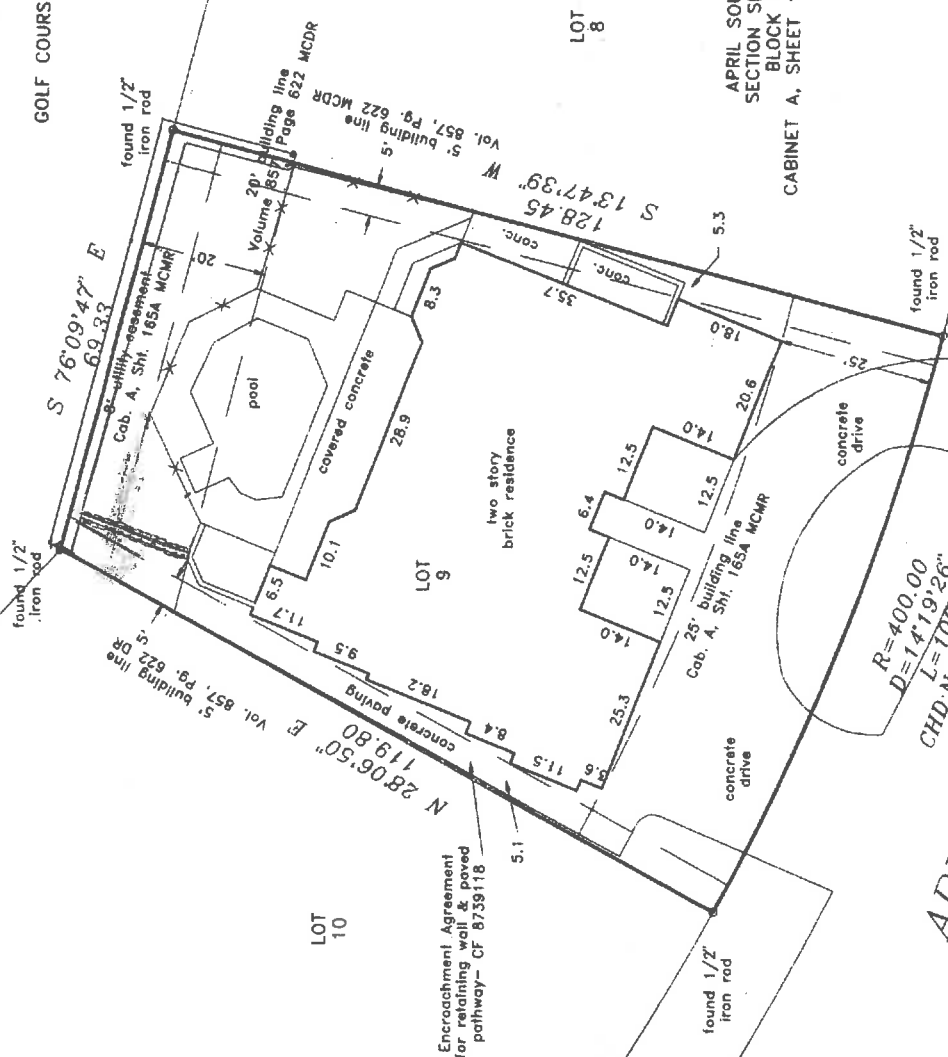 GOLF COURS
found 1/2"
iron rod
S 76°09'47" E
69.33
8' utility easement
Cab. A, Sht. 165A MCMR
20'
20' building line
Volume 857, Page 622 MCDR
5' building line
Vol. 857, Pg. 622 MCDR
5'
S 13°47'39" W
128.45
LOT
8
APRIL SOU
SECTION
BLOCK
CABINET A, SHEET
found 1/2"
iron rod
5' building line
Vol. 857, Pg. 622 DR
5'
N 28°06'50" E
119.80
pool
covered concrete
conc.
conc.
5.3
8.3
35.7
28.9
10.1
6.5
11.7
9.5
18.2
8.4
11.5
3.6
concrete paving
two story
brick residence
LOT
9
18.0
20.6
14.0
12.5
12.5
6.4
14.0
14.0
12.5
12.5
14.0
25.3
25'
25' building line
Cab. A, Sht. 165A MCMR
concrete
drive
concrete
drive
found 1/2"
iron rod
R=400.00
D=14°19'26"
CHD:N
LOT
10
Encroachment Agreement
for retaining wall & paved
pathway- CF 8739118
5.1
found 1/2"
iron rod